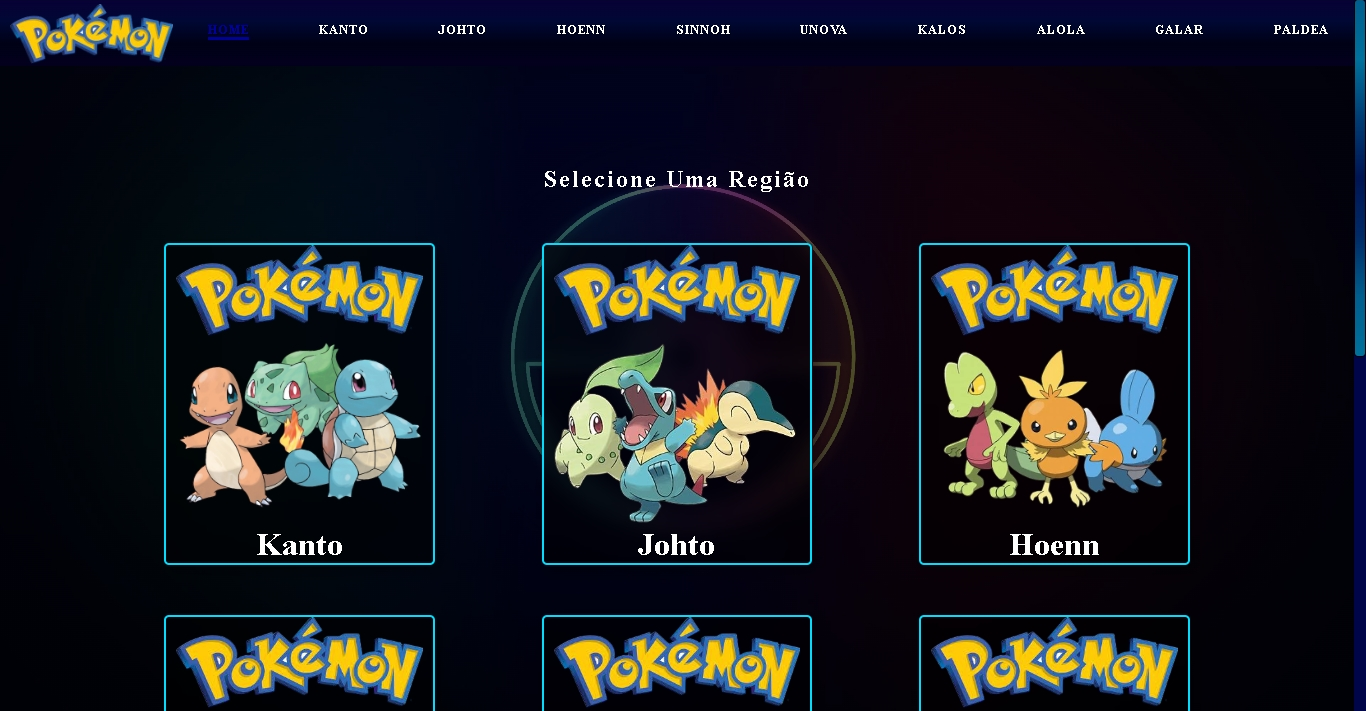 Pokémon HOME KANTO JOHTO HOENN SINNOH UNOVA KALOS ALOLA GALAR PALDEA
Selecione Uma Região
Pokémon Pokémon Pokémon
Kanto Johto Hoenn
Pokémon Pokémon Pokémon